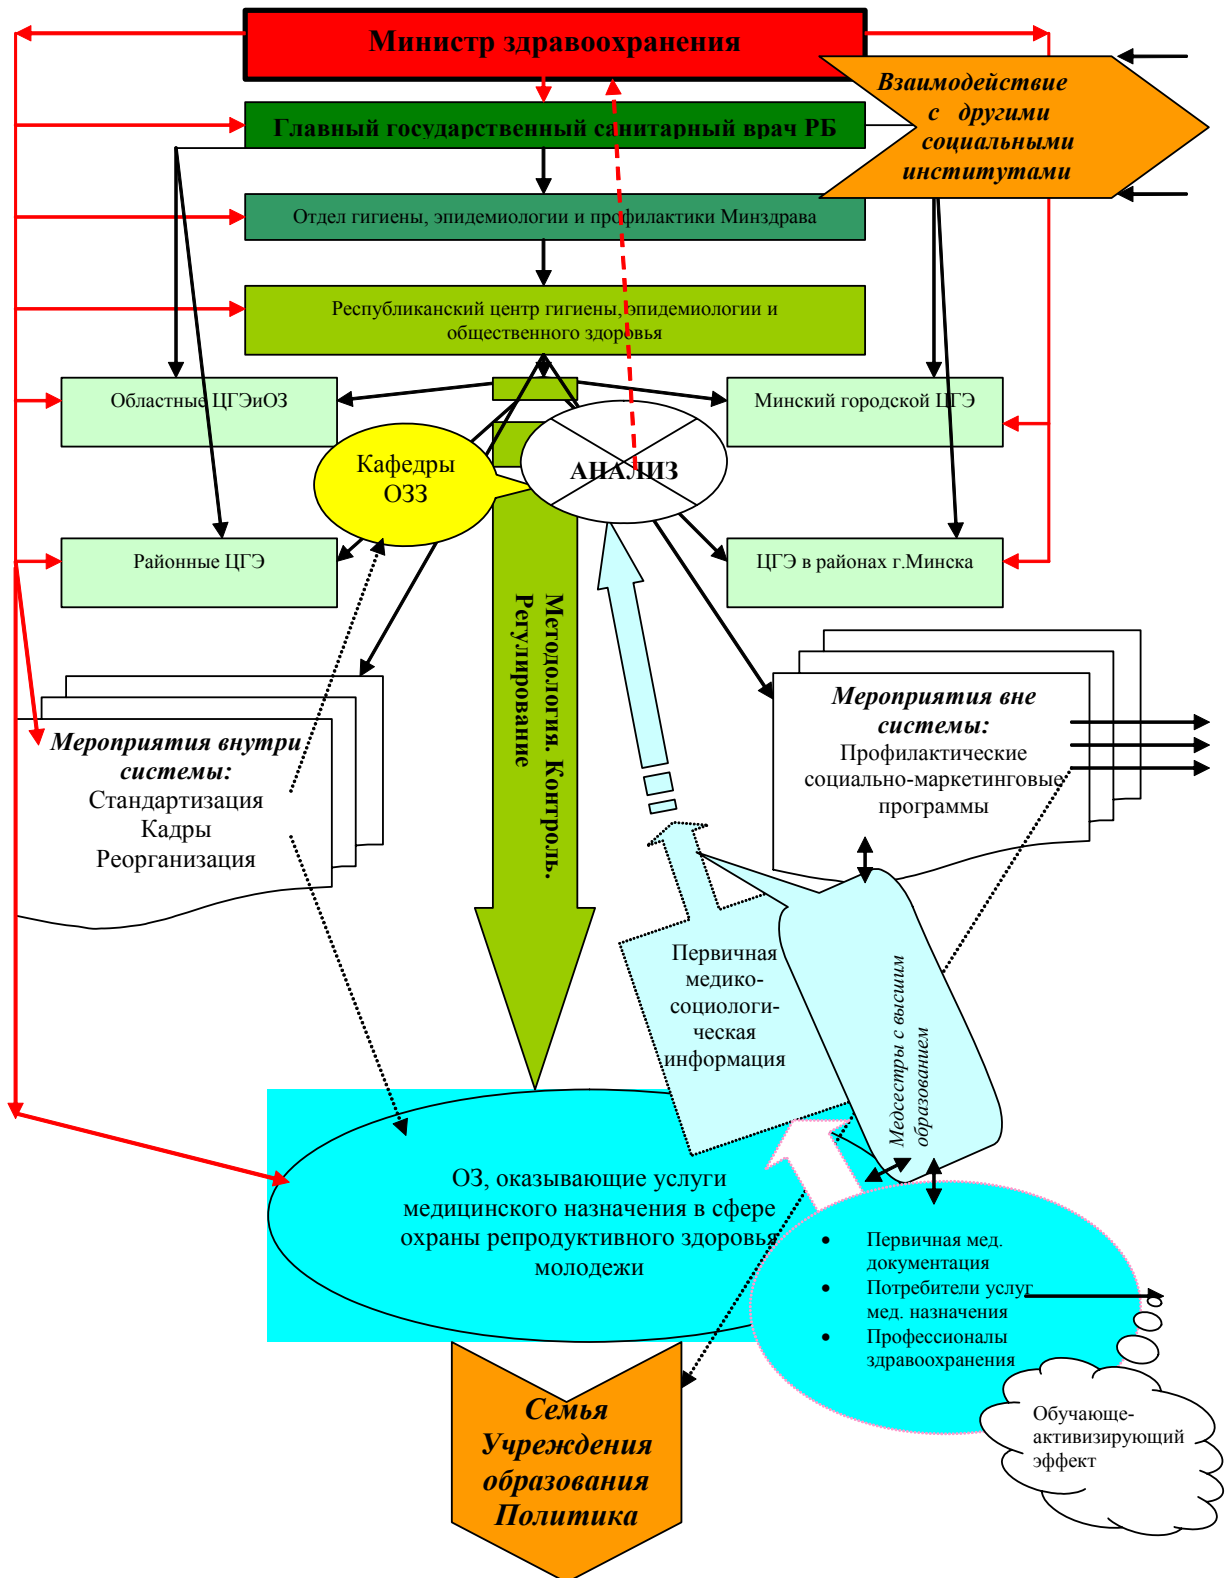 Министр здравоохранения
Взаимодействие
с другими
социальными
институтами
Главный государственный санитарный врач РБ
Отдел гигиены, эпидемиологии и профилактики Минздрава
Республиканский центр гигиены, эпидемиологии и
общественного здоровья
Областные ЦГЭиОЗ
Минский городской ЦГЭ
Кафедры
ОЗЗ
АНАЛИЗ
Районные ЦГЭ
ЦГЭ в районах г.Минска
Методология. Контроль.
Регулирование
Мероприятия внутри
системы:
Стандартизация
Кадры
Реорганизация
Мероприятия вне
системы:
Профилактические
социально-маркетинговые
программы
Первичная
медико-
социологи-
ческая
информация
Медсестры с высшим
образованием
ОЗ, оказывающие услуги
медицинского назначения в сфере
охраны репродуктивного здоровья
молодежи
• Первичная мед.
документация
• Потребители услуг
мед. назначения
• Профессионалы
здравоохранения
Обучающе-
активизирующий
эффект
Семья
Учреждения
образования
Политика